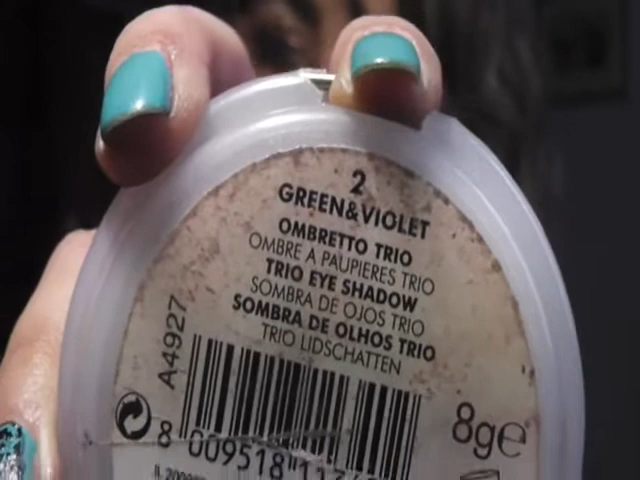 2
GREEN&VIOLET
OMBRETTO TRIO
OMBRE A PAUPIERES TRIO
TRIO EYE SHADOW
SOMBRA DE OJOS TRIO
SOMBRA DE OLHOS TRIO
TRIO LIDSCHATTEN
A4927
8ge
8 009518